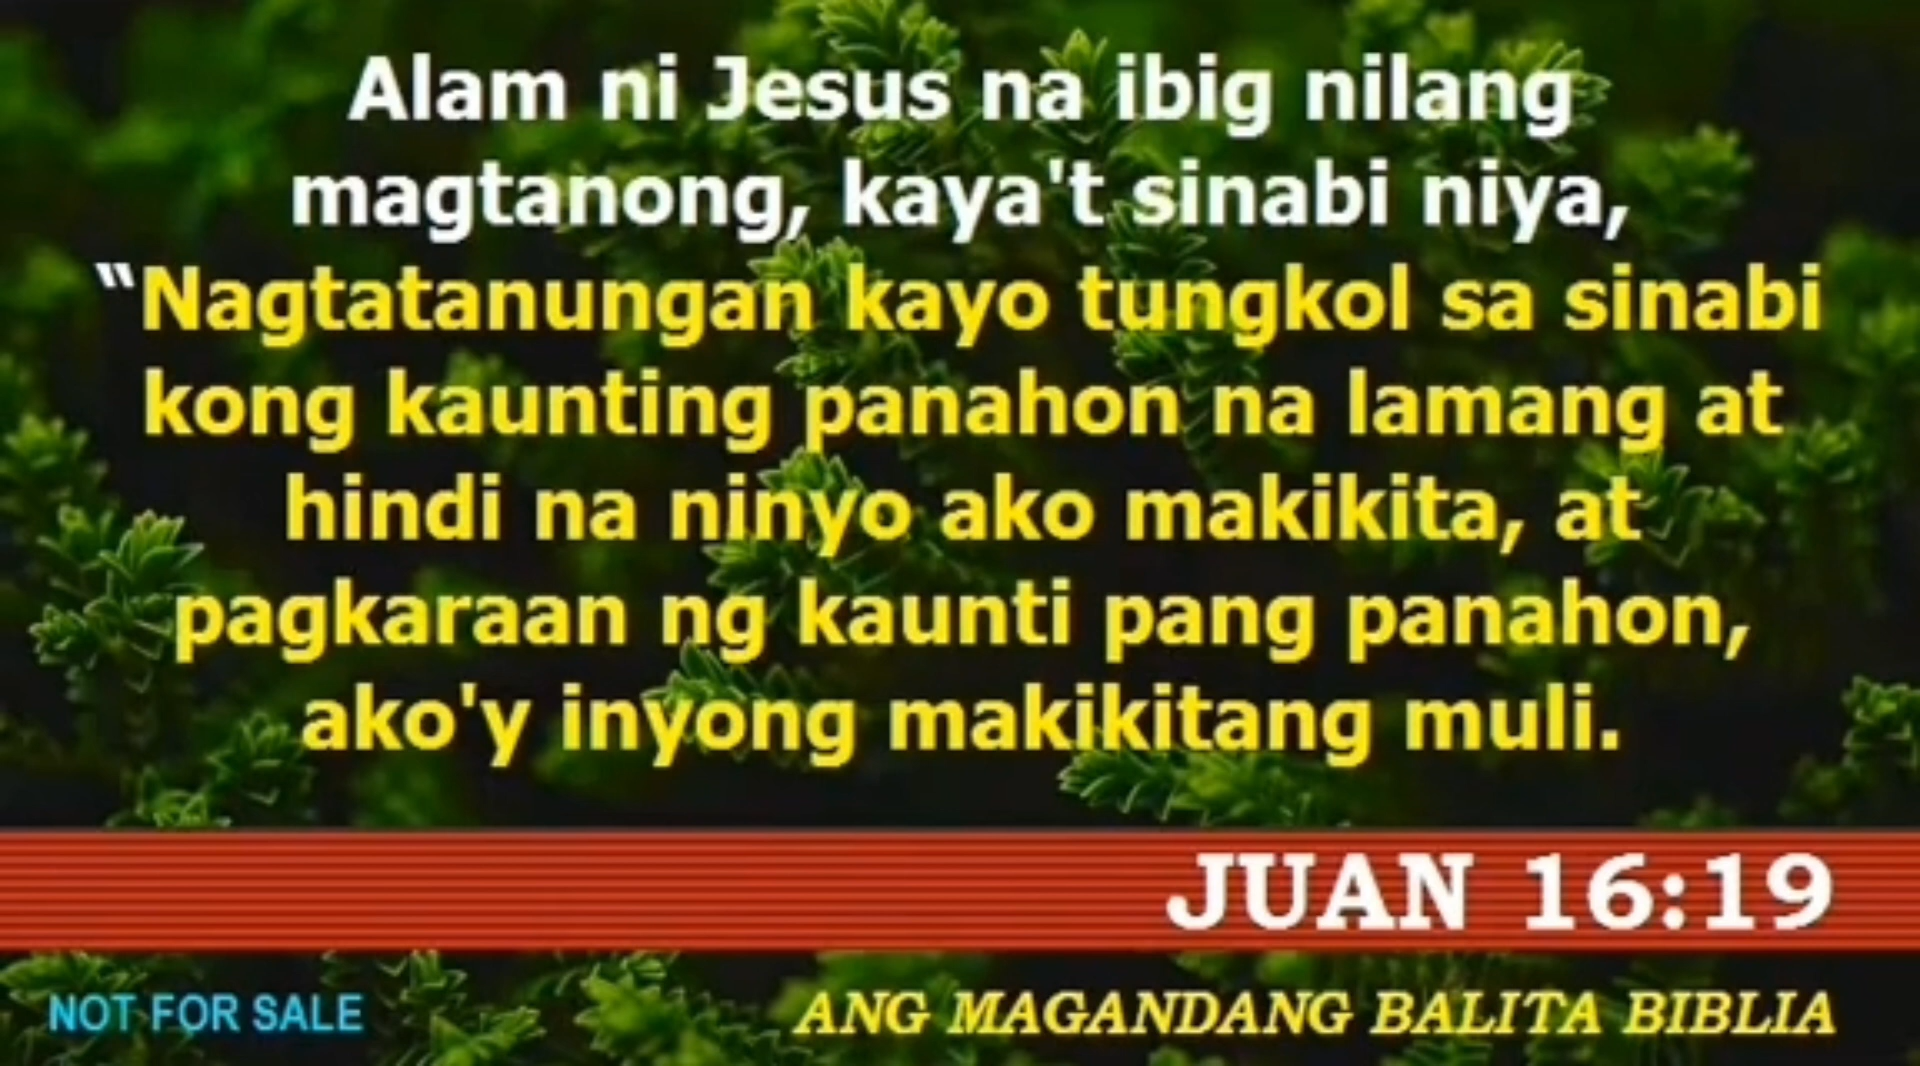 Alam ni Jesus na ibig nilang
magtanong, kaya't sinabi niya,
“Nagtatanungan kayo tungkol sa sinabi
kong kaunting panahon na lamang at
hindi na ninyo ako makikita, at
pagkaraan ng kaunti pang panahon,
ako'y inyong makikitang muli.
JUAN 16:19
NOT FOR SALE
ANG MAGANDANG BALITA BIBLIA